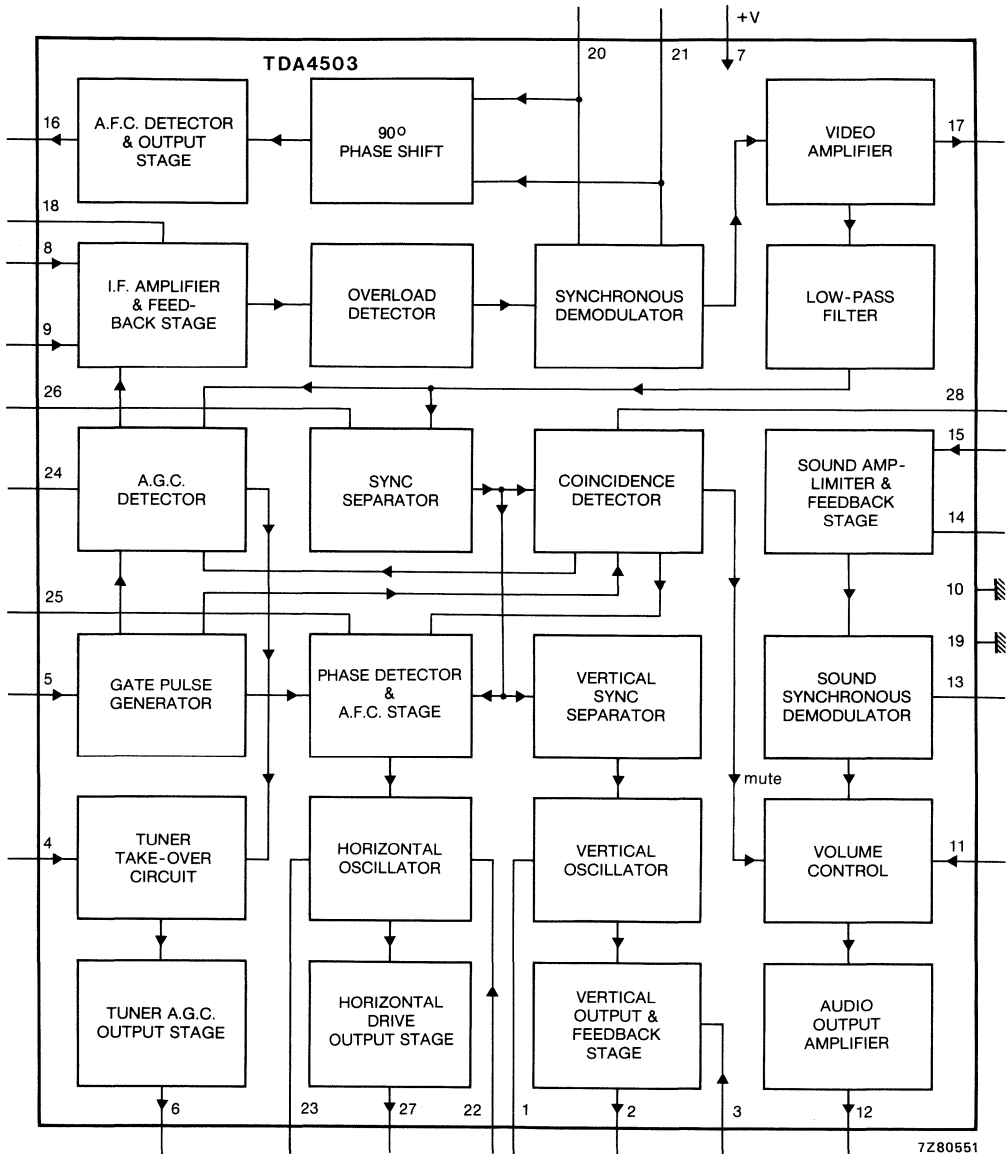 +V
20
21
7
TDA4503
16
A.F.C. DETECTOR
& OUTPUT
STAGE
90°
PHASE SHIFT
VIDEO
AMPLIFIER
17
18
8
9
I.F. AMPLIFIER
& FEED-
BACK STAGE
OVERLOAD
DETECTOR
SYNCHRONOUS
DEMODULATOR
LOW-PASS
FILTER
26
28
24
A.G.C.
DETECTOR
SYNC
SEPARATOR
COINCIDENCE
DETECTOR
SOUND AMP-
LIMITER &
FEEDBACK
STAGE
15
14
25
10
5
GATE PULSE
GENERATOR
PHASE DETECTOR
&
A.F.C. STAGE
VERTICAL
SYNC
SEPARATOR
SOUND
SYNCHRONOUS
DEMODULATOR
19
13
mute
4
TUNER
TAKE-OVER
CIRCUIT
HORIZONTAL
OSCILLATOR
VERTICAL
OSCILLATOR
VOLUME
CONTROL
11
TUNER A.G.C.
OUTPUT STAGE
HORIZONTAL
DRIVE
OUTPUT STAGE
VERTICAL
OUTPUT &
FEEDBACK
STAGE
AUDIO
OUTPUT
AMPLIFIER
6
23
27
22
1
2
3
12
7Z80551